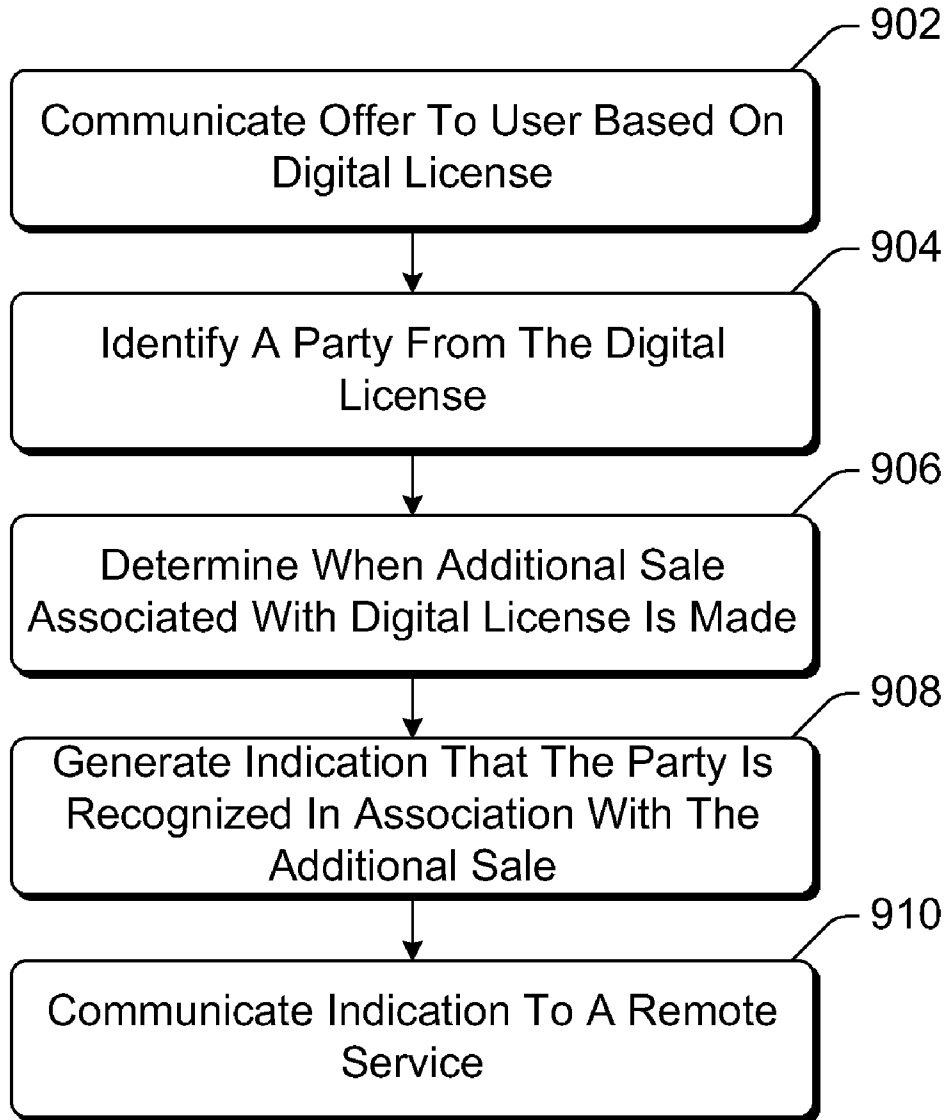 902
Communicate Offer To User Based On
Digital License
904
Identify A Party From The Digital
License
906
Determine When Additional Sale
Associated With Digital License Is Made
908
Generate Indication That The Party Is
Recognized In Association With The
Additional Sale
910
Communicate Indication To A Remote
Service